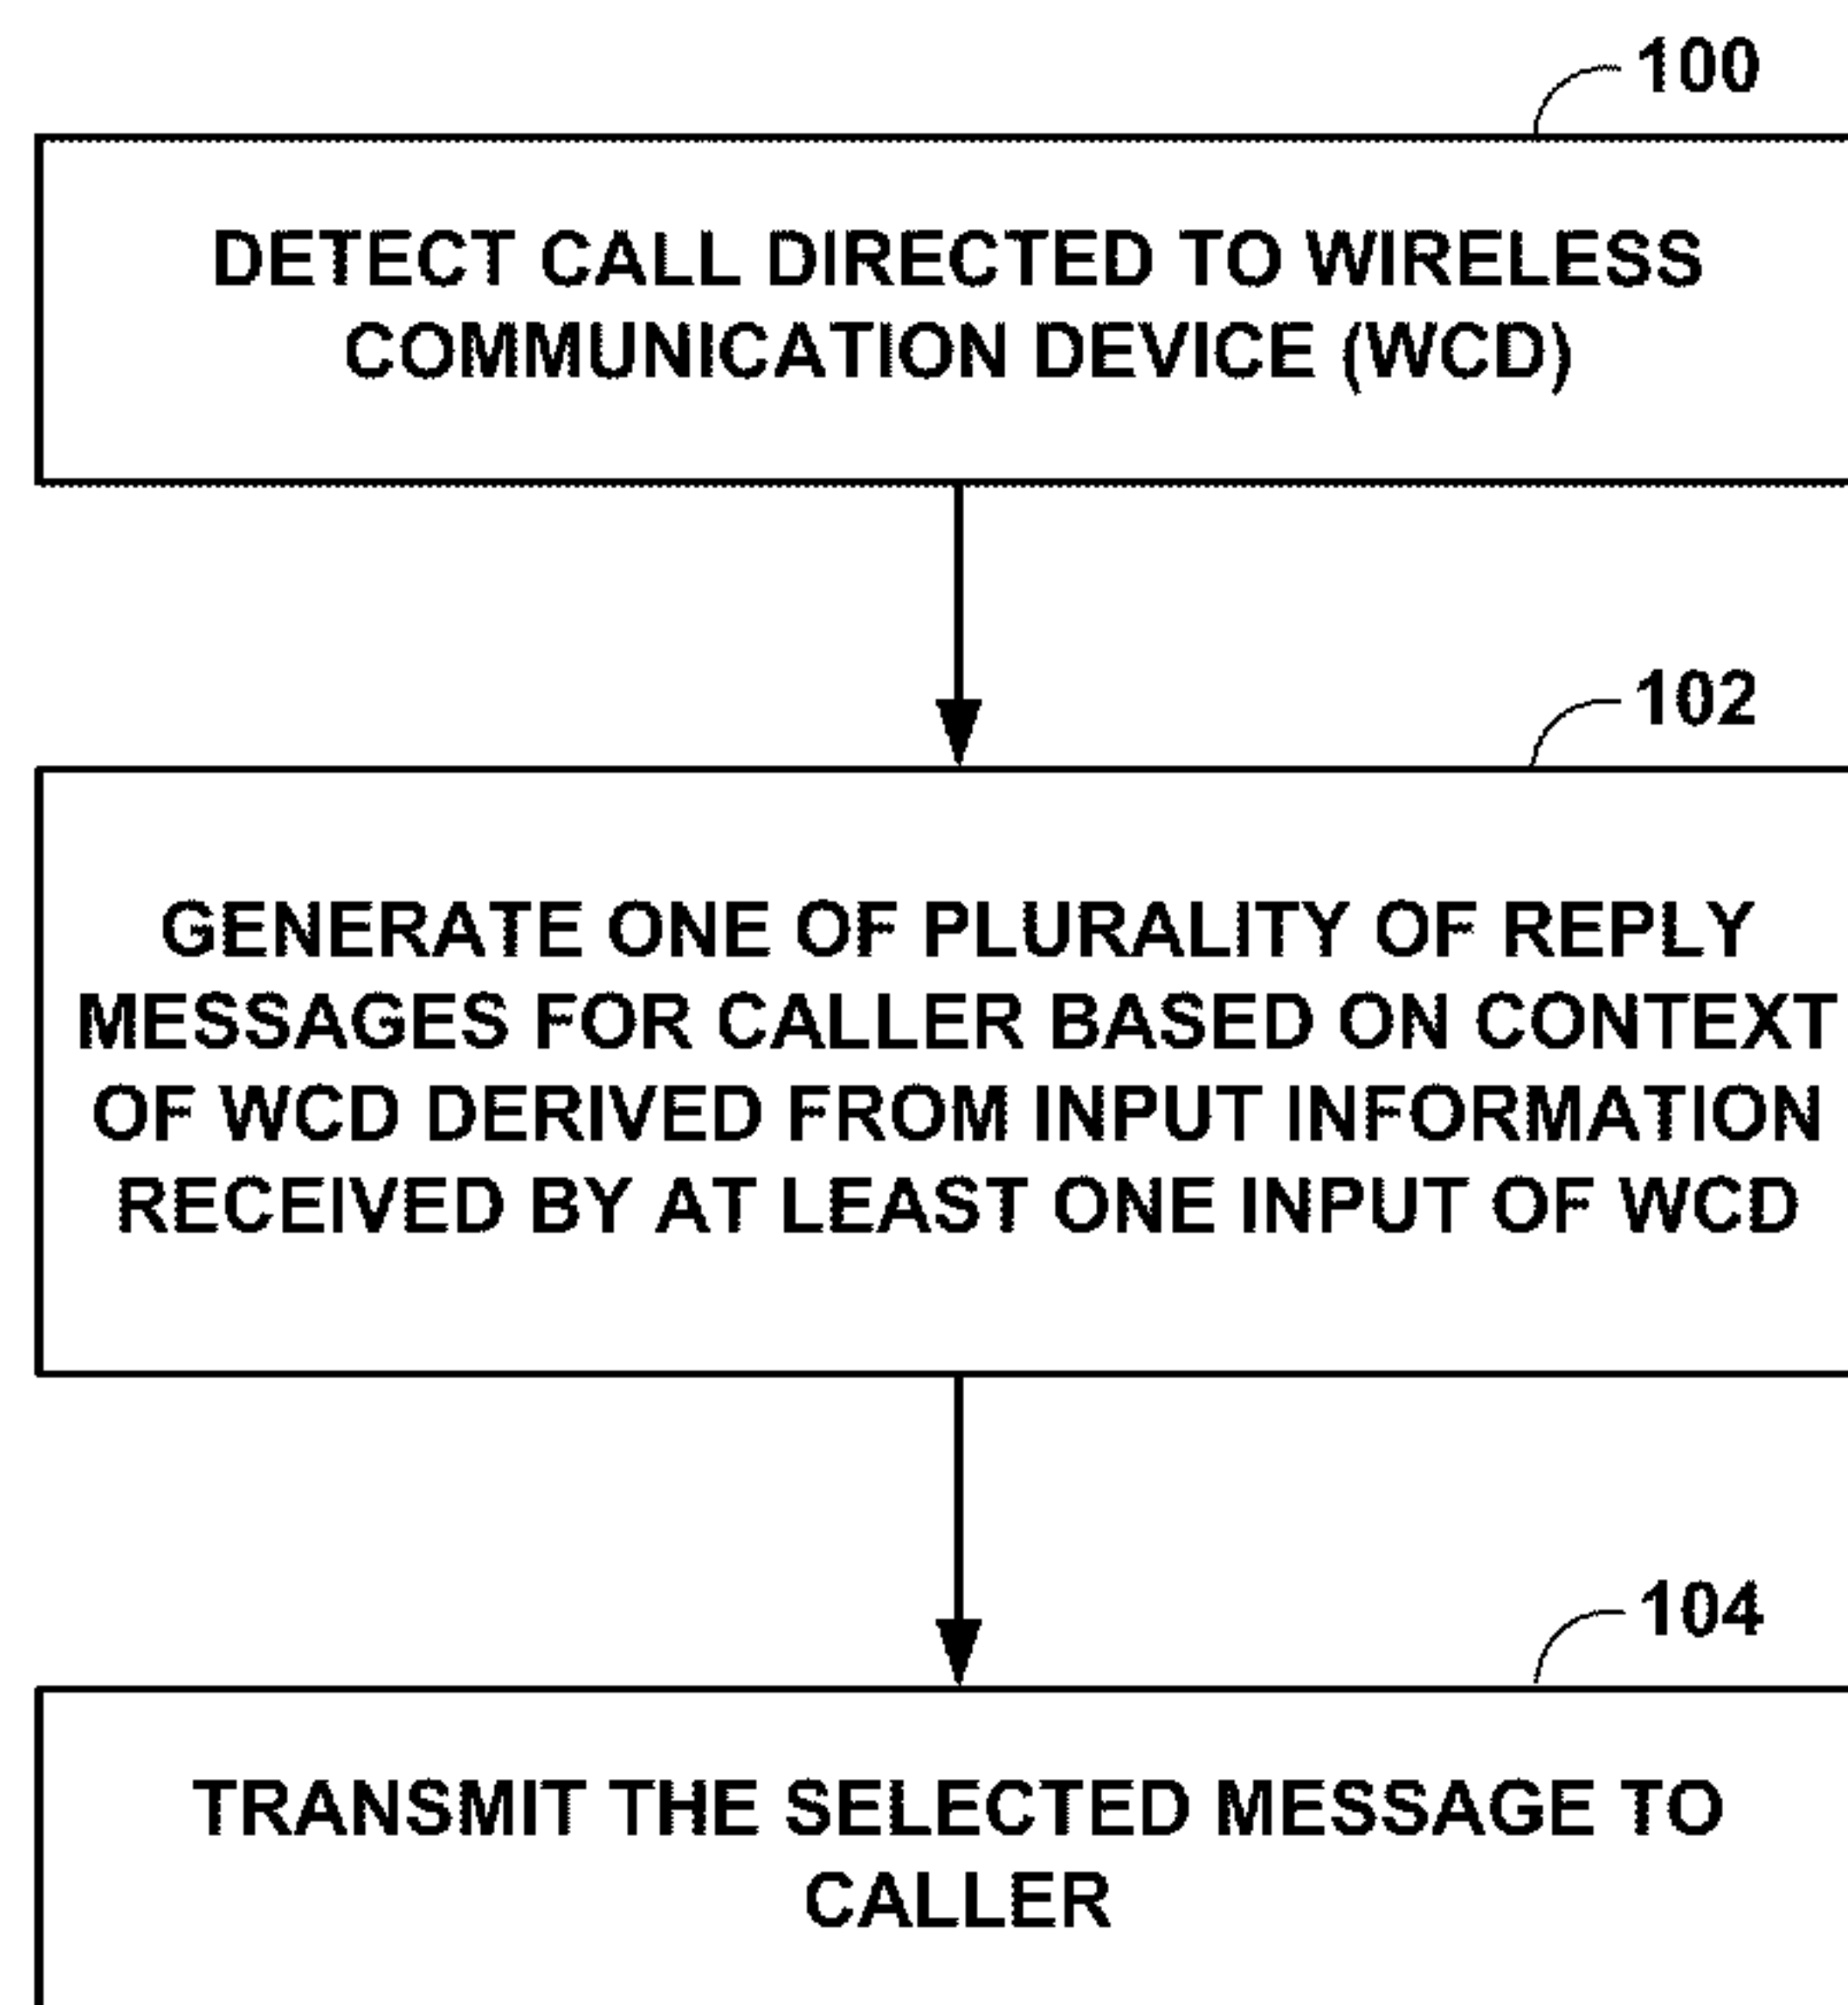 100
DETECT CALL DIRECTED TO WIRELESS
COMMUNICATION DEVICE (WCD)
102
GENERATE ONE OF PLURALITY OF REPLY
MESSAGES FOR CALLER BASED ON CONTEXT
OF WCD DERIVED FROM INPUT INFORMATION
RECEIVED BY AT LEAST ONE INPUT OF WCD
104
TRANSMIT THE SELECTED MESSAGE TO
CALLER